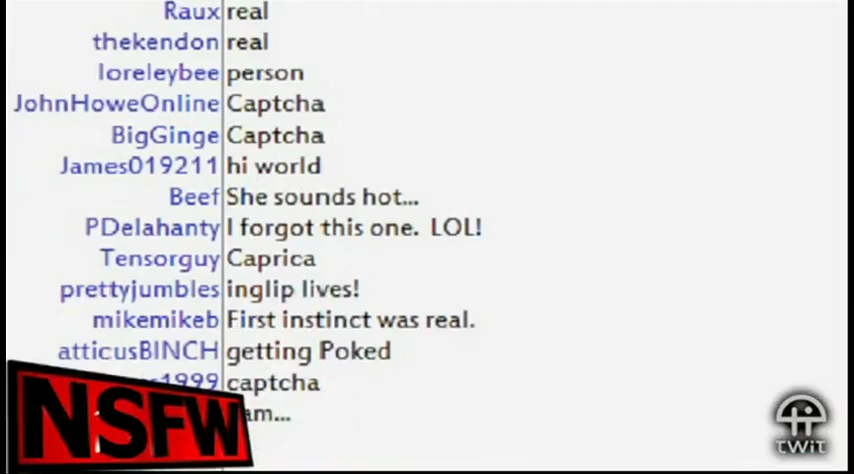 Raux real
thekendon real
loreleybee person
JohnHoweOnline Captcha
BigGinge Captcha
James019211 hi world
Beef She sounds hot...
PDelahanty I forgot this one. LOL!
Tensorguy Caprica
prettyjumbles inglip lives!
mikemikeb First instinct was real.
atticusBINCH getting Poked
captcha
NSFW
TWiT